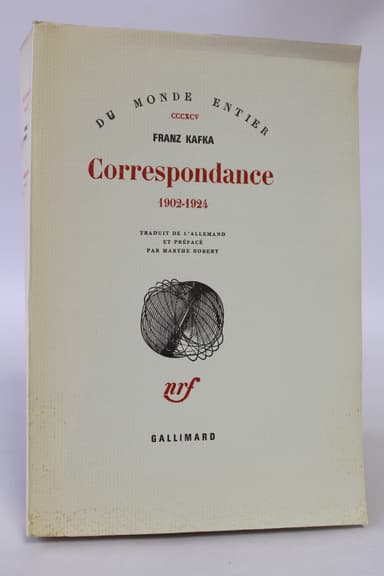 DU MONDE ENTIER
CCCXCV
FRANZ KAFKA
Correspondance
1902-1924
TRADUIT DE L'ALLEMAND
ET PRÉFACÉ
PAR MARTHE ROBERT
nrf
GALLIMARD